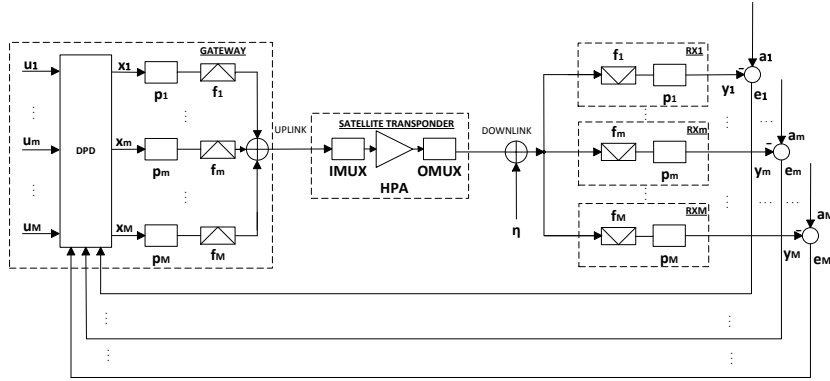 GATEWAY
u1
x1
p1
f1
um
DPD
xm
pm
fm
uM
xM
pM
fM
UPLINK
SATELLITE TRANSPONDER
IMUX
OMUX
HPA
DOWNLINK
η
f1
RX1
p1
y1
a1
e1
fm
RXm
pm
ym
am
em
fM
RXM
pM
yM
aM
eM